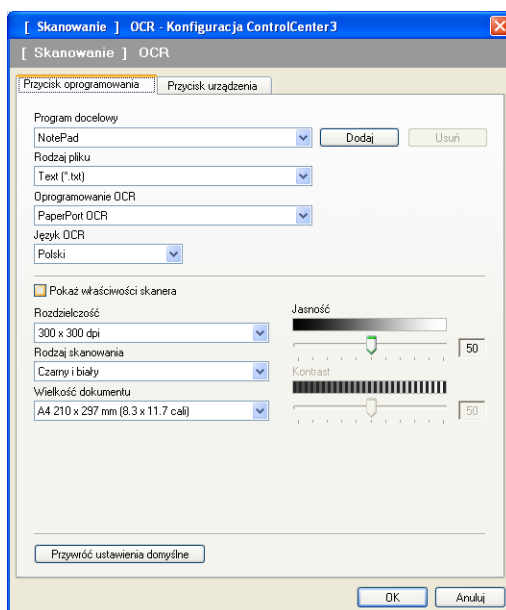 [ Skanowanie ] OCR - Konfiguracja ControlCenter3
[ Skanowanie ] OCR
Przycisk oprogramowania Przycisk urządzenia
Program docelowy
NotePad Dodaj Usuń
Rodzaj pliku
Text (*.txt)
Oprogramowanie OCR
PaperPort OCR
Język OCR
Polski
Pokaż właściwości skanera
Rozdzielczość Jasność
300 x 300 dpi 50
Rodzaj skanowania Kontrast
Czarny i biały
Wielkość dokumentu
A4 210 x 297 mm (8.3 x 11.7 cali) 50
Przywróć ustawienia domyślne
OK Anuluj